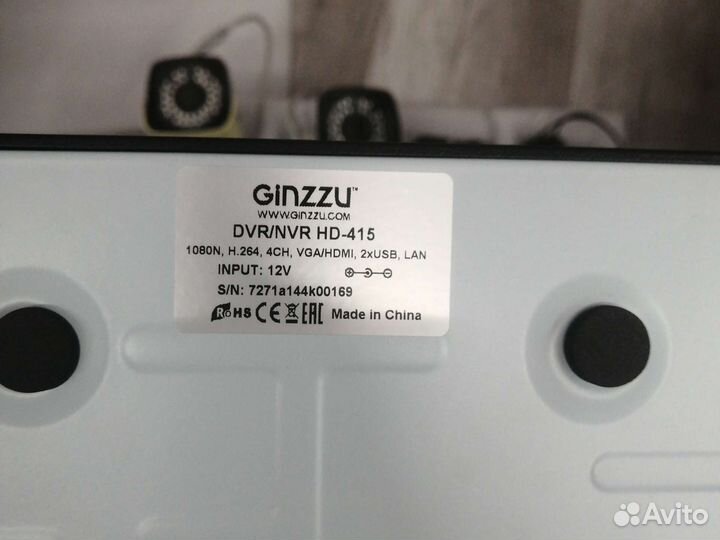 GINZZU™
WWW.GINZZU.COM
DVR/NVR HD-415
1080N, H.264, 4CH, VGA/HDMI, 2xUSB, LAN
INPUT: 12V
S/N: 7271a144k00169
RoHS CE EAC Made in China
Avito